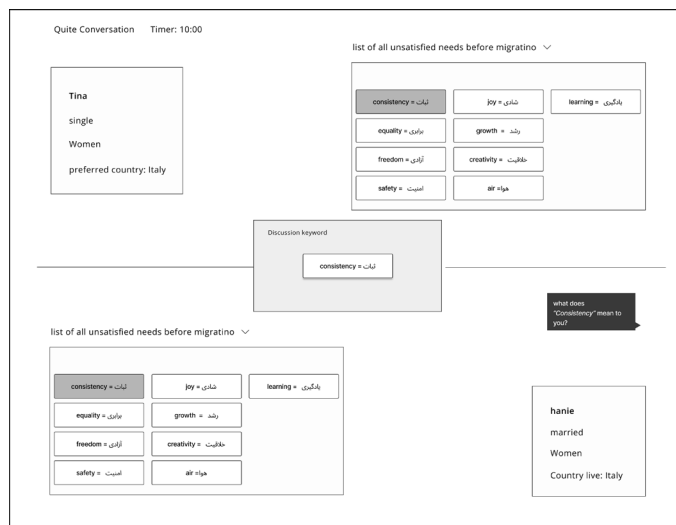 Quite Conversation Timer: 10:00
list of all unsatisfied needs before migratino
Tina
single
Women
preferred country: Italy
consistency = ثبات
joy = شادی
learning = یادگیری
equality = برابری
growth = رشد
freedom = آزادی
creativity = خلاقیت
safety = امنیت
air =هوا
Discussion keyword
consistency = ثبات
what does
"Consistency" mean to
you?
list of all unsatisfied needs before migratino
consistency = ثبات
joy = شادی
learning = یادگیری
equality = برابری
growth = رشد
freedom = آزادی
creativity = خلاقیت
safety = امنیت
air =هوا
hanie
married
Women
Country live: Italy